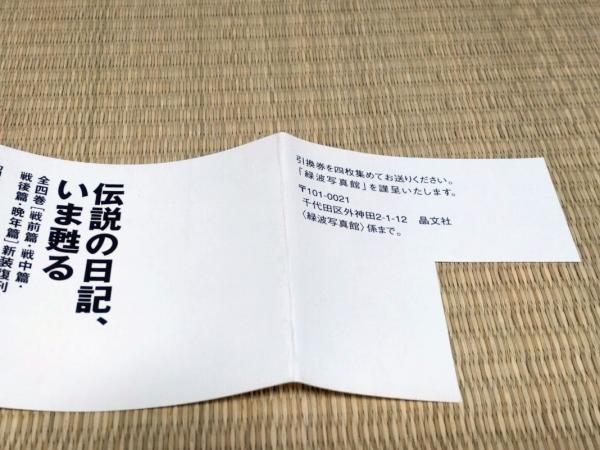 伝説の日記、
いま甦る
全四巻[戦前篇・戦中篇・
戦後篇・晩年篇]新装復刊
引換券を四枚集めてお送りください。
「緑波写真館」を謹呈いたします。
〒101-0021
千代田区外神田2-1-12 晶文社
〈緑波写真館〉係まで。